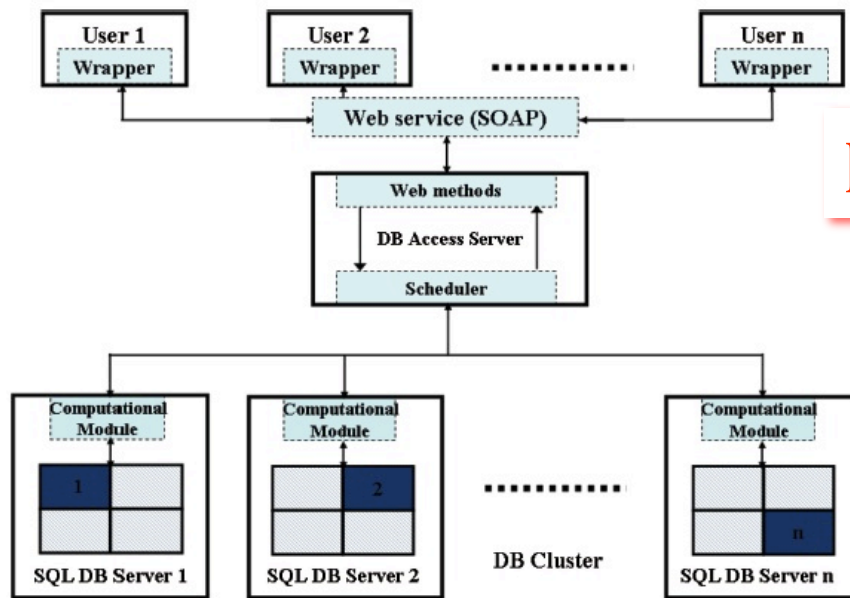 User 1
Wrapper
User 2
Wrapper
User n
Wrapper
Web service (SOAP)
Web methods
DB Access Server
Scheduler
Computational
Module
1
SQL DB Server 1
Computational
Module
2
SQL DB Server 2
DB Cluster
Computational
Module
n
SQL DB Server n